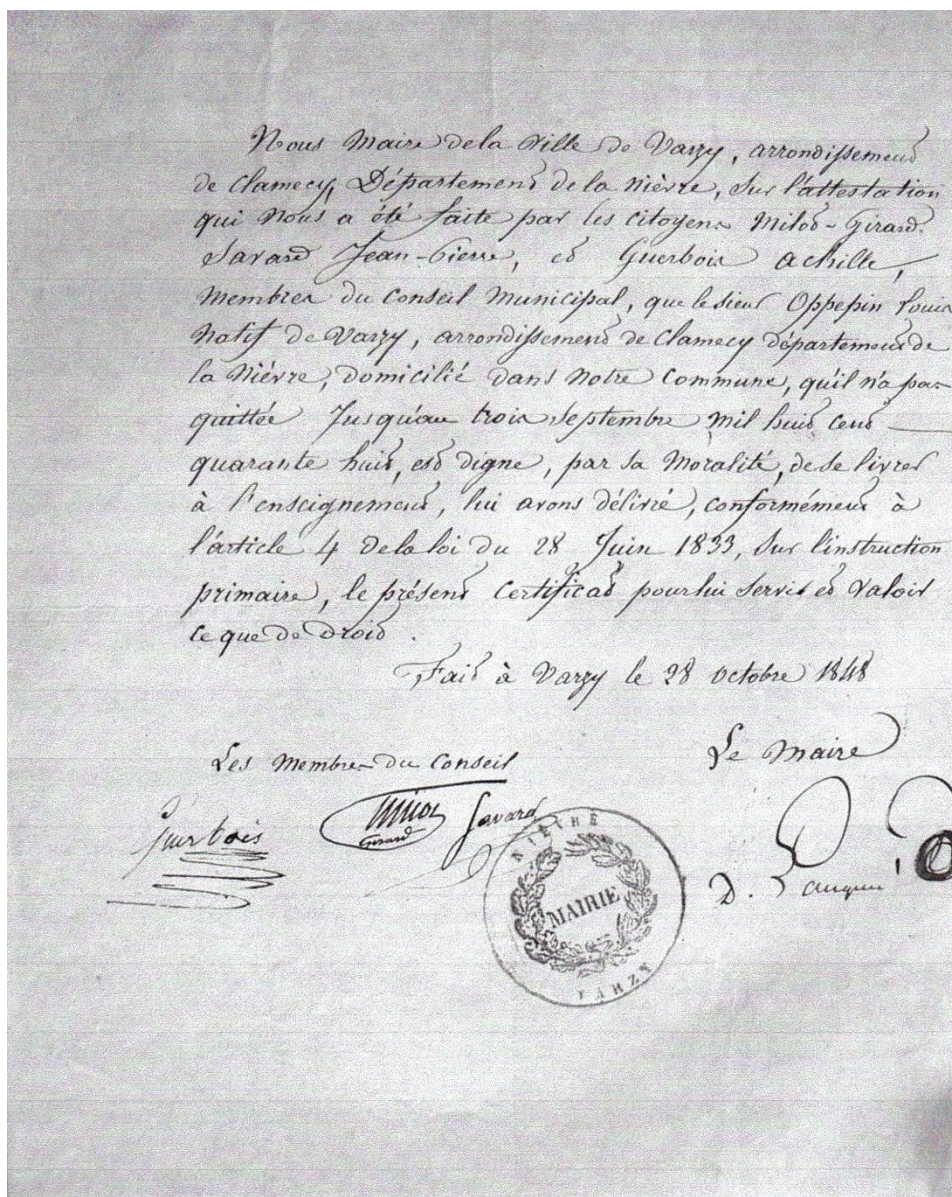 Nous Maire de la Ville de Varzy, arrondissement
de Clamecy, Département de la Nièvre, Sur l'attestation
qui Nous a été faite par les citoyens Milot-Girard.
Savard Jean-Pierre, et Guerbois achille,
Membres du Conseil Municipal, que le sieur Oppepin Louis
Natif de Varzy, arrondissement de Clamecy département de
la Nièvre, domicilié dans Notre Commune, qu'il n'a pas
quittée Jusqu'au trois septembre Mil huit cent
quarante huit, est digne, par sa Moralité, de se livrer
à l'enseignement, lui avons délivré, conformément à
l'article 4 de la loi du 28 Juin 1833, sur l'instruction
primaire, le présent Certificat pour lui servir et valoir
ce que de Droit.
Fait à Varzy le 28 octobre 1848
Les Membres du Conseil
Le Maire
Guerbois
Milot
Girard
Savard
D.
NIÈVRE
MAIRIE
VARZY